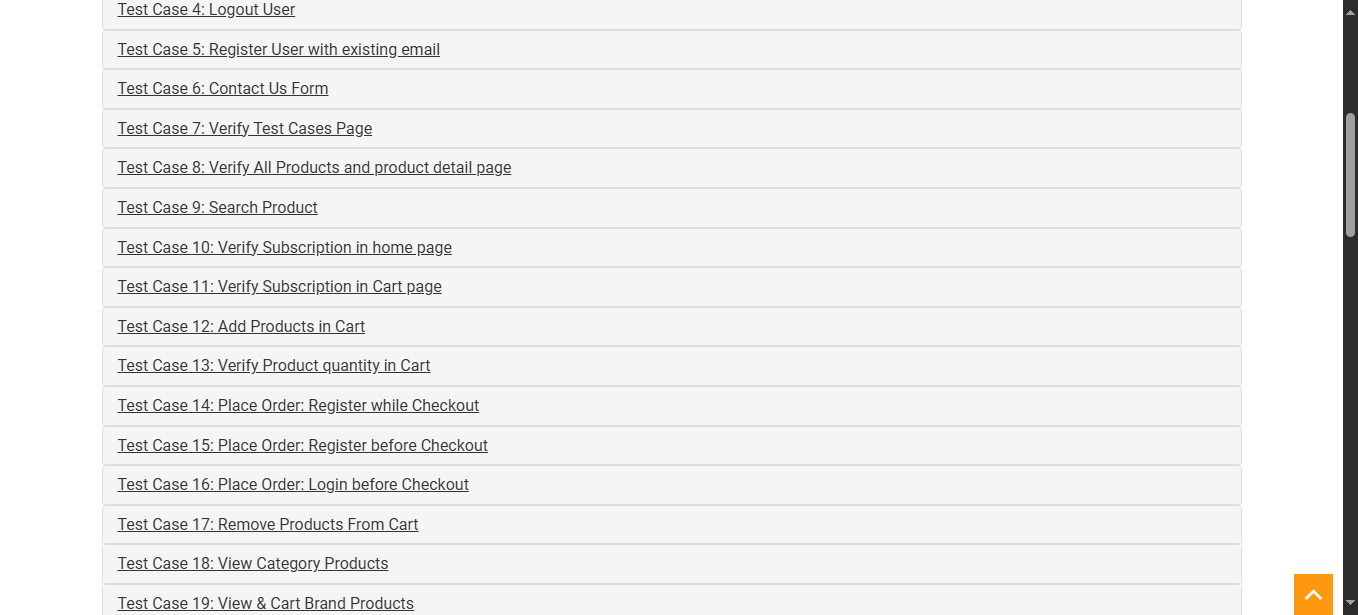 Test Case 4: Logout User
Test Case 5: Register User with existing email
Test Case 6: Contact Us Form
Test Case 7: Verify Test Cases Page
Test Case 8: Verify All Products and product detail page
Test Case 9: Search Product
Test Case 10: Verify Subscription in home page
Test Case 11: Verify Subscription in Cart page
Test Case 12: Add Products in Cart
Test Case 13: Verify Product quantity in Cart
Test Case 14: Place Order: Register while Checkout
Test Case 15: Place Order: Register before Checkout
Test Case 16: Place Order: Login before Checkout
Test Case 17: Remove Products From Cart
Test Case 18: View Category Products
Test Case 19: View & Cart Brand Products